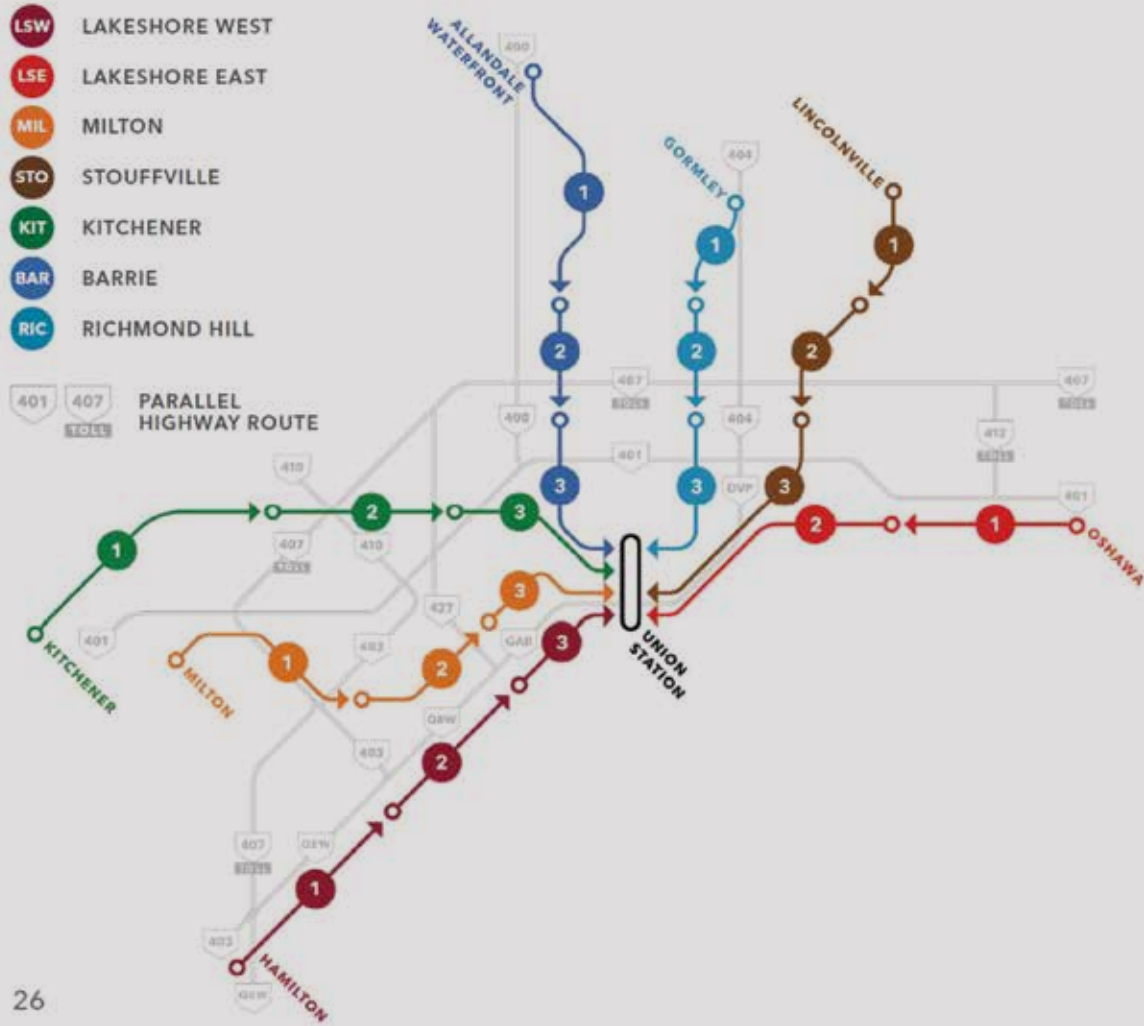 LSW LAKESHORE WEST
LSE LAKESHORE EAST
MIL MILTON
STO STOUFFVILLE
KIT KITCHENER
BAR BARRIE
RIC RICHMOND HILL
401 407 PARALLEL
TOLL HIGHWAY ROUTE
ALLANDALE
WATERFRONT
400
GORMLEY
404
LINCOLNVILLE
1
1
1
2
2
2
407
TOLL
407
TOLL
400
404
412
TOLL
410
401
3
3
3
DVP
401
1
2
3
2
1
OSHAWA
407
TOLL
410
KITCHENER
401
403
427
GAR
3
MILTON
1
2
3
UNION
STATION
403
QEW
2
407
TOLL
QEW
1
403
QEW
HAMILTON
26